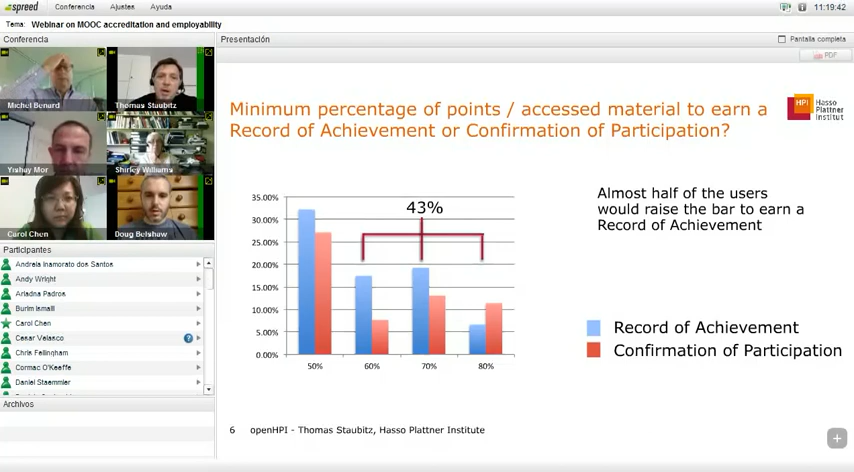 spreed
Conferencia Ajustes Ayuda 11:19:42
Tema: Webinar on MOOC accreditation and employability
Conferencia
Presentación
Pantalla completa
PDF
Michel Benard
Thomas Staubitz
Yishay Mor
Shirley Williams
Carol Chen
Doug Belshaw
Participantes
Andreia Inamorato dos Santos
Andy Wright
Ariadna Padros
Burim Ismaili
Carol Chen
Cesar Velasco
Chris Fellingham
Cormac O'Keeffe
Daniel Staemmler
Archivos
Minimum percentage of points / accessed material to earn a
Record of Achievement or Confirmation of Participation?
HPI
Hasso
Plattner
Institut
43%
35.00%
30.00%
25.00%
20.00%
15.00%
10.00%
5.00%
0.00%
50% 60% 70% 80%
Almost half of the users
would raise the bar to earn a
Record of Achievement
Record of Achievement
Confirmation of Participation
6 openHPI - Thomas Staubitz, Hasso Plattner Institute